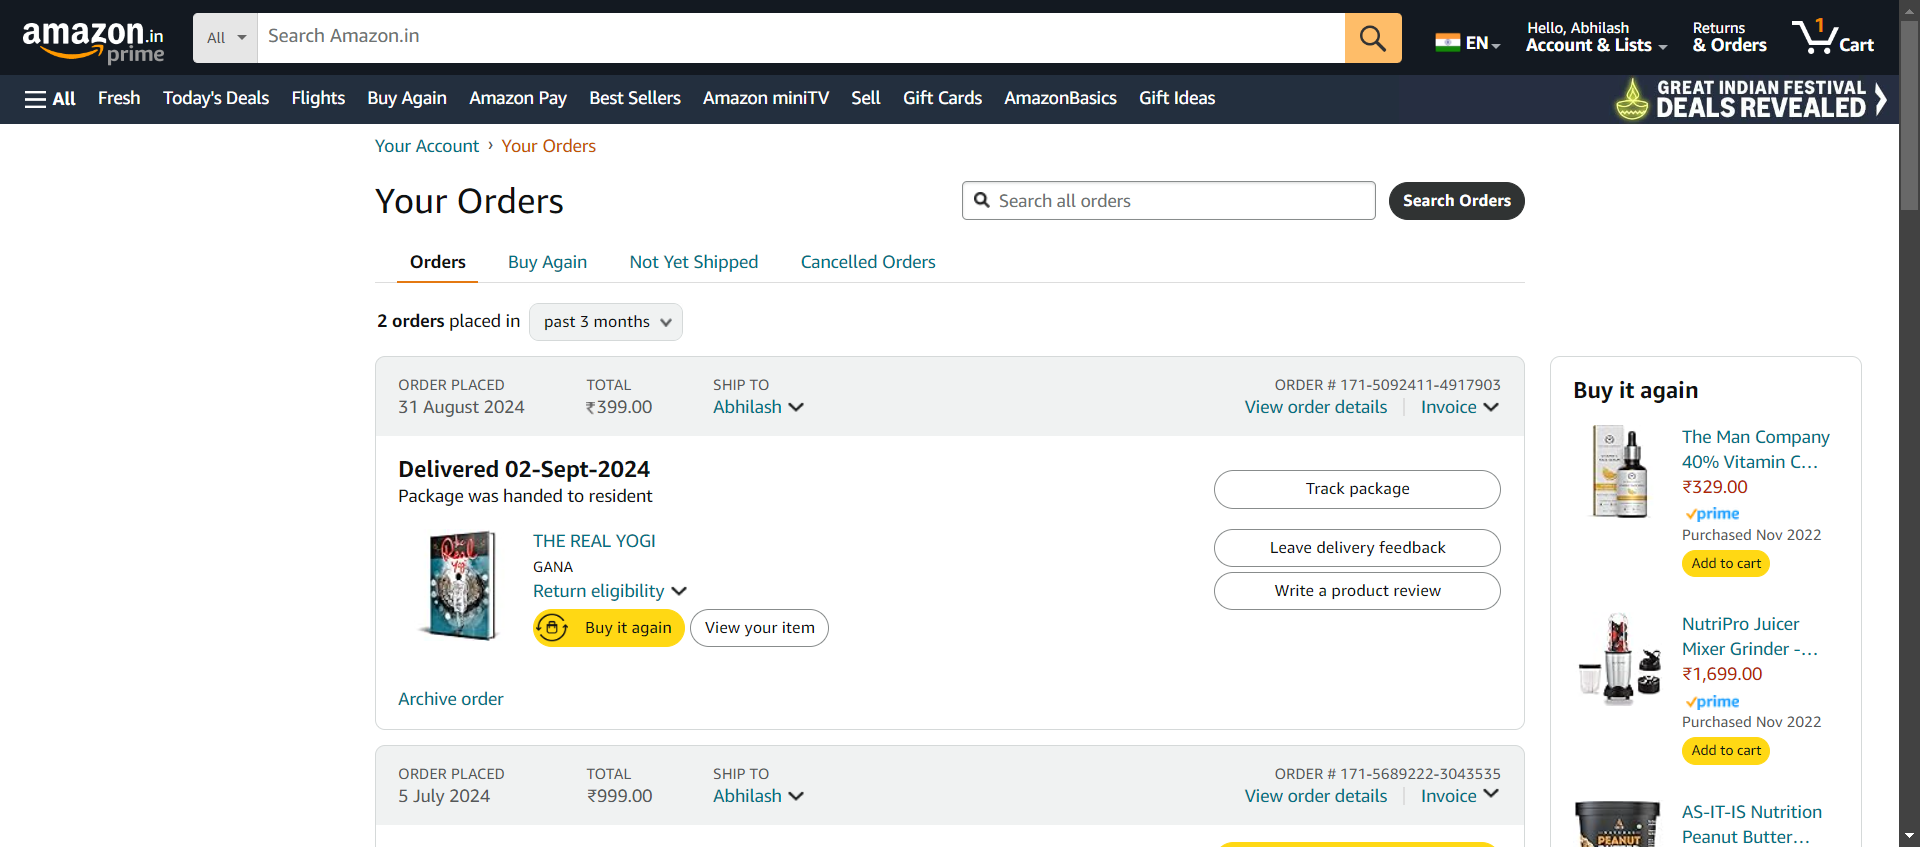 amazon.in
prime
All
Search Amazon.in
EN
Hello, Abhilash
Account & Lists
Returns
& Orders
1
Cart
All
Fresh
Today's Deals
Flights
Buy Again
Amazon Pay
Best Sellers
Amazon miniTV
Sell
Gift Cards
AmazonBasics
Gift Ideas
GREAT INDIAN FESTIVAL
DEALS REVEALED
Your Account › Your Orders
Your Orders
Search all orders
Search Orders
Orders
Buy Again
Not Yet Shipped
Cancelled Orders
2 orders placed in past 3 months
ORDER PLACED
31 August 2024
TOTAL
₹399.00
SHIP TO
Abhilash
ORDER # 171-5092411-4917903
View order details
Invoice
Delivered 02-Sept-2024
Package was handed to resident
The Real Yogi
THE REAL YOGI
GANA
Return eligibility
Buy it again
View your item
Track package
Leave delivery feedback
Write a product review
Archive order
ORDER PLACED
5 July 2024
TOTAL
₹999.00
SHIP TO
Abhilash
ORDER # 171-5689222-3043535
View order details
Invoice
Buy it again
The Man Company
40% Vitamin C...
₹329.00
prime
Purchased Nov 2022
Add to cart
NutriPro Juicer
Mixer Grinder -...
₹1,699.00
prime
Purchased Nov 2022
Add to cart
AS-IT-IS Nutrition
Peanut Butter...
PEANUT